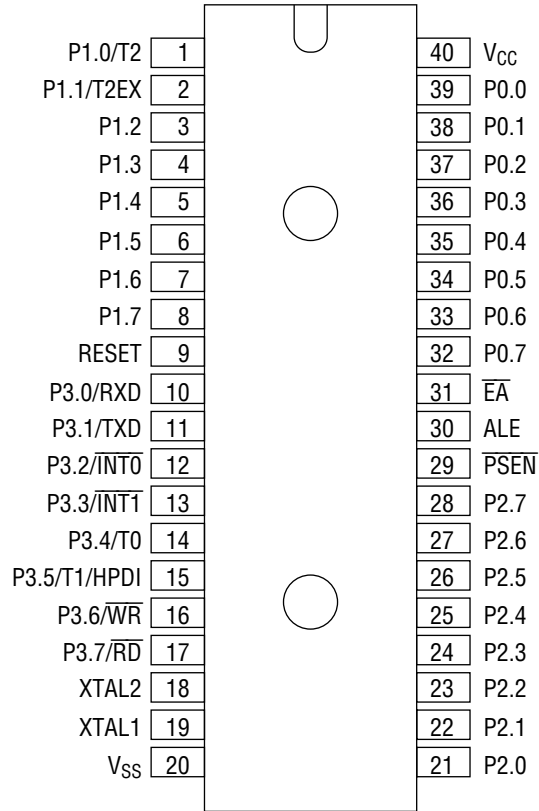 P1.0/T2 1 40 VCC
P1.1/T2EX 2 39 P0.0
P1.2 3 38 P0.1
P1.3 4 37 P0.2
P1.4 5 36 P0.3
P1.5 6 35 P0.4
P1.6 7 34 P0.5
P1.7 8 33 P0.6
RESET 9 32 P0.7
P3.0/RXD 10 31 E̅A̅
P3.1/TXD 11 30 ALE
P3.2/I̅N̅T̅0̅ 12 29 P̅S̅E̅N̅
P3.3/I̅N̅T̅1̅ 13 28 P2.7
P3.4/T0 14 27 P2.6
P3.5/T1/HPDI 15 26 P2.5
P3.6/W̅R̅ 16 25 P2.4
P3.7/R̅D̅ 17 24 P2.3
XTAL2 18 23 P2.2
XTAL1 19 22 P2.1
VSS 20 21 P2.0